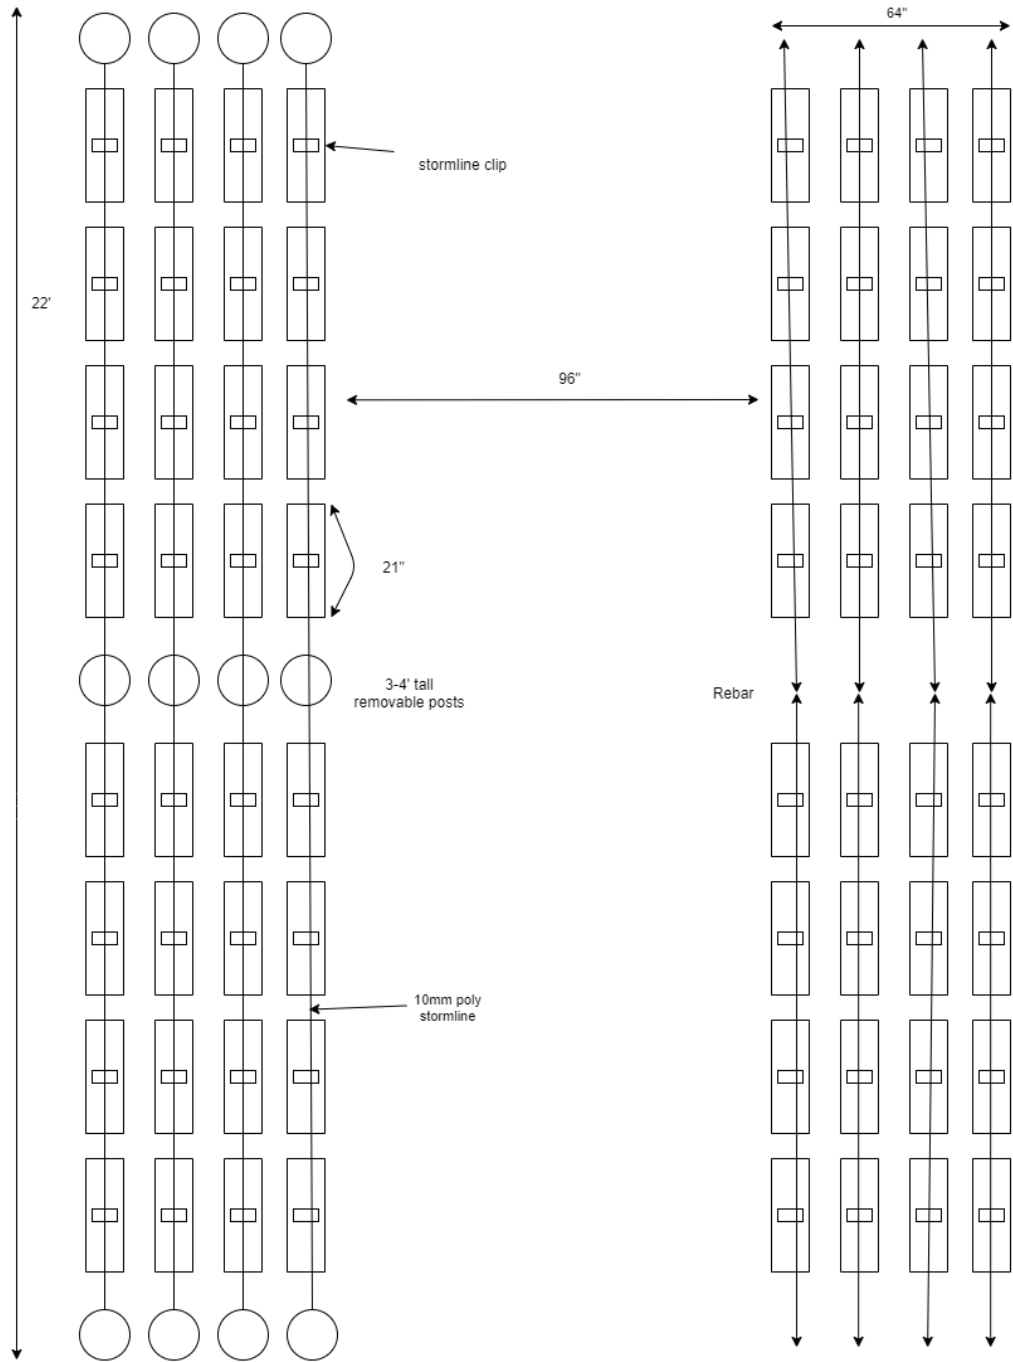 64"
stormline clip
22'
96"
21"
3-4' tall
removable posts
Rebar
10mm poly
stormline